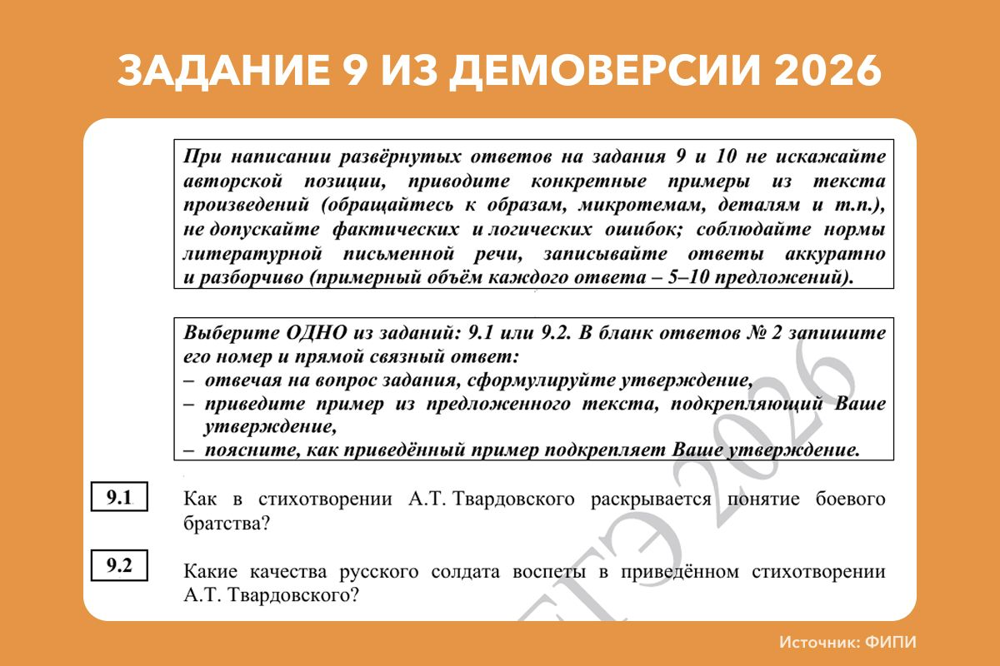 ЗАДАНИЕ 9 ИЗ ДЕМОВЕРСИИ 2026
При написании развёрнутых ответов на задания 9 и 10 не искажайте
авторской позиции, приводите конкретные примеры из текста
произведений (обращайтесь к образам, микротемам, деталям и т.п.),
не допускайте фактических и логических ошибок; соблюдайте нормы
литературной письменной речи, записывайте ответы аккуратно
и разборчиво (примерный объём каждого ответа – 5–10 предложений).
Выберите ОДНО из заданий: 9.1 или 9.2. В бланк ответов № 2 запишите
его номер и прямой связный ответ:
– отвечая на вопрос задания, сформулируйте утверждение,
– приведите пример из предложенного текста, подкрепляющий Ваше
утверждение,
– поясните, как приведённый пример подкрепляет Ваше утверждение.
9.1 Как в стихотворении А.Т. Твардовского раскрывается понятие боевого
братства?
9.2 Какие качества русского солдата воспеты в приведённом стихотворении
А.Т. Твардовского?
ЕГЭ 2026
Источник: ФИПИ